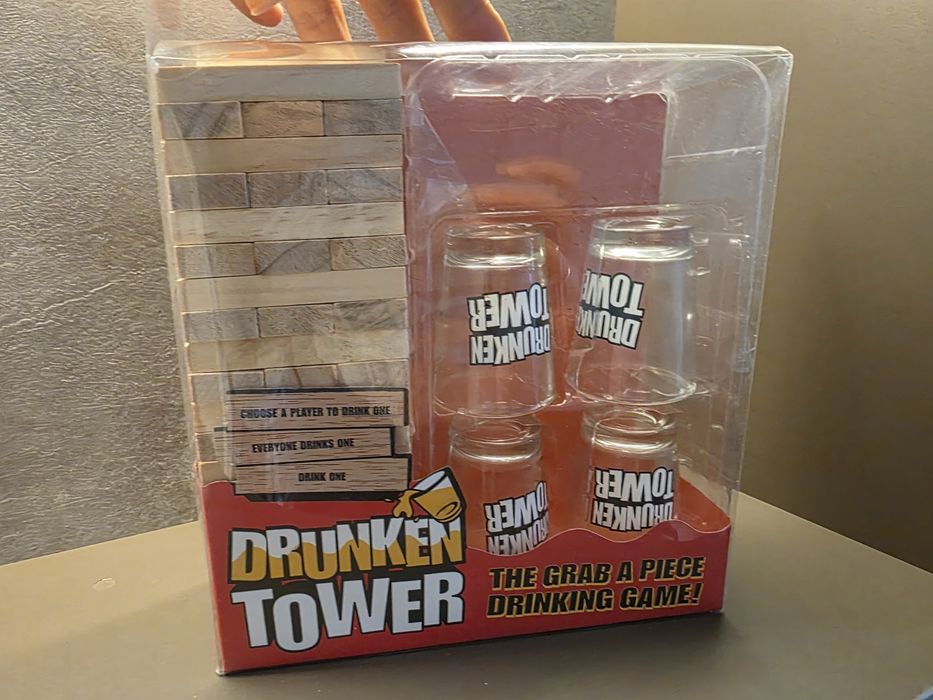 DRUNKEN
TOWER
DRUNKEN
TOWER
DRUNKEN
TOWER
DRUNKEN
TOWER
CHOOSE A PLAYER TO DRINK ONE
EVERYONE DRINKS ONE
DRINK ONE
DRUNKEN
TOWER
THE GRAB A PIECE
DRINKING GAME!